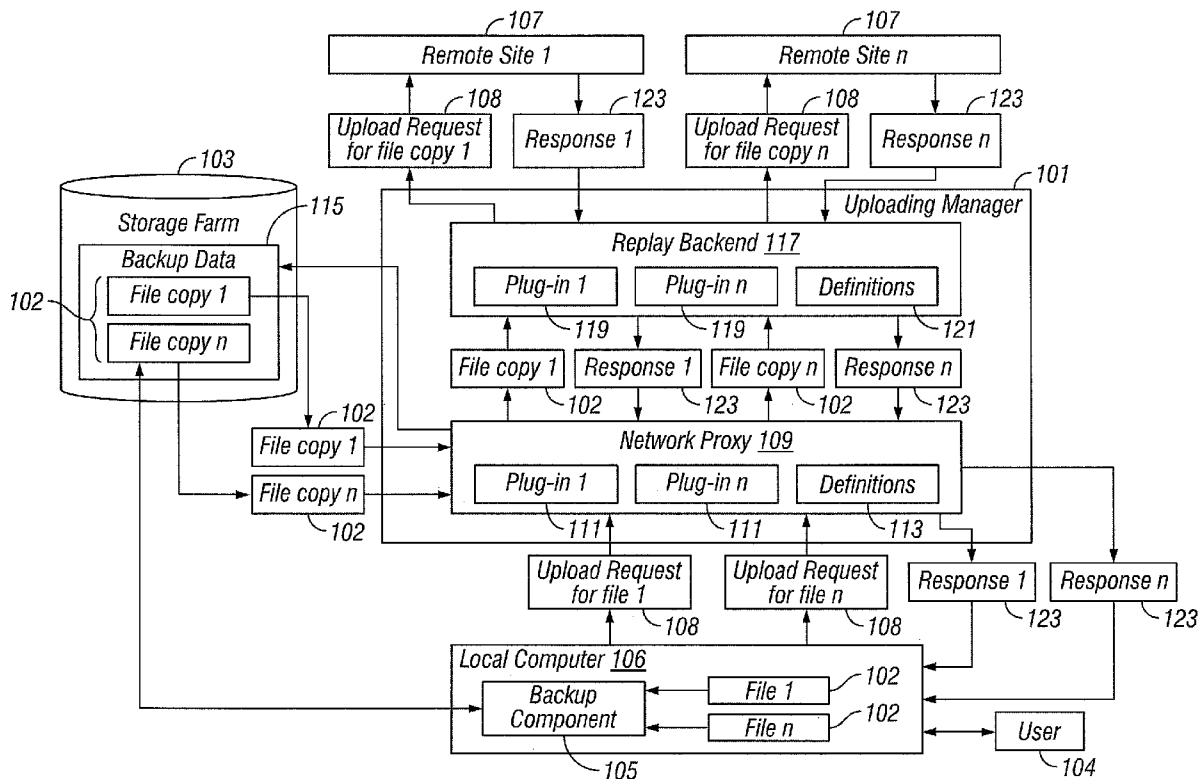 107
107
Remote Site 1
Remote Site n
108
123
108
123
Upload Request
for file copy 1
Response 1
Upload Request
for file copy n
Response n
103
101
Storage Farm
115
Uploading Manager
Backup Data
Replay Backend 117
102
File copy 1
Plug-in 1
Plug-in n
Definitions
File copy n
119
119
121
File copy 1
Response 1
File copy n
Response n
102
123
102
123
102
File copy 1
Network Proxy 109
File copy n
Plug-in 1
Plug-in n
Definitions
102
111
111
113
Upload Request
for file 1
Upload Request
for file n
Response 1
Response n
108
108
123
123
Local Computer 106
Backup
Component
File 1
102
File n
102
User
105
104